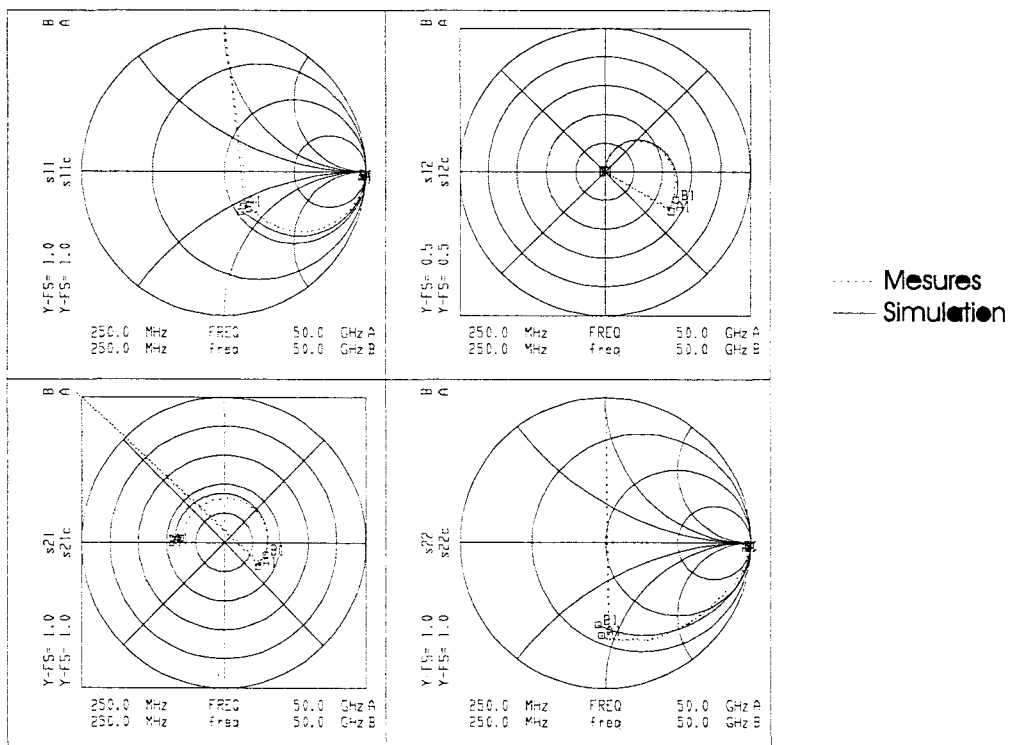 B
A
s11
s11c
Y-FS= 1.0
Y-FS= 1.0
250.0 MHz FREQ 50.0 GHz A
250.0 MHz freq 50.0 GHz B
B
A
s12
s12c
Y-FS= 0.5
Y-FS= 0.5
B1
A1
250.0 MHz FREQ 50.0 GHz A
250.0 MHz freq 50.0 GHz B
Mesures
Simulation
B
A
s21
s21c
Y-FS= 1.0
Y-FS= 1.0
250.0 MHz FREQ 50.0 GHz A
250.0 MHz freq 50.0 GHz B
B
A
s22
s22c
Y-FS= 1.0
Y-FS= 1.0
250.0 MHz FREQ 50.0 GHz A
250.0 MHz freq 50.0 GHz B